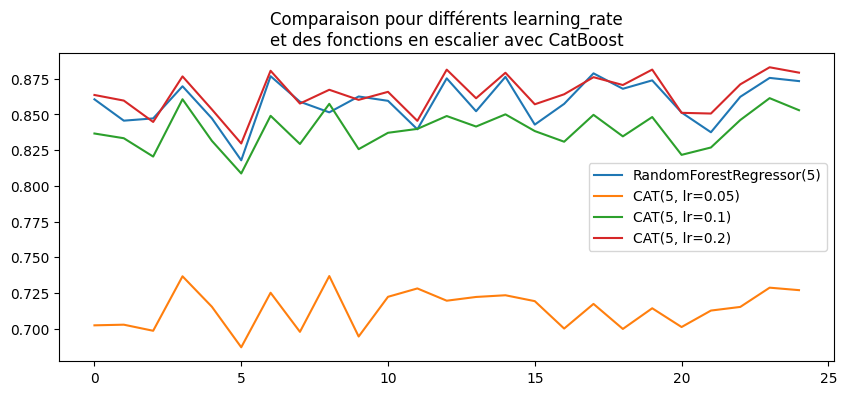 Comparaison pour différents learning_rate
et des fonctions en escalier avec CatBoost
0.875
0.850
0.825
0.800
0.775
0.750
0.725
0.700
RandomForestRegressor(5)
CAT(5, lr=0.05)
CAT(5, lr=0.1)
CAT(5, lr=0.2)
0 5 10 15 20 25